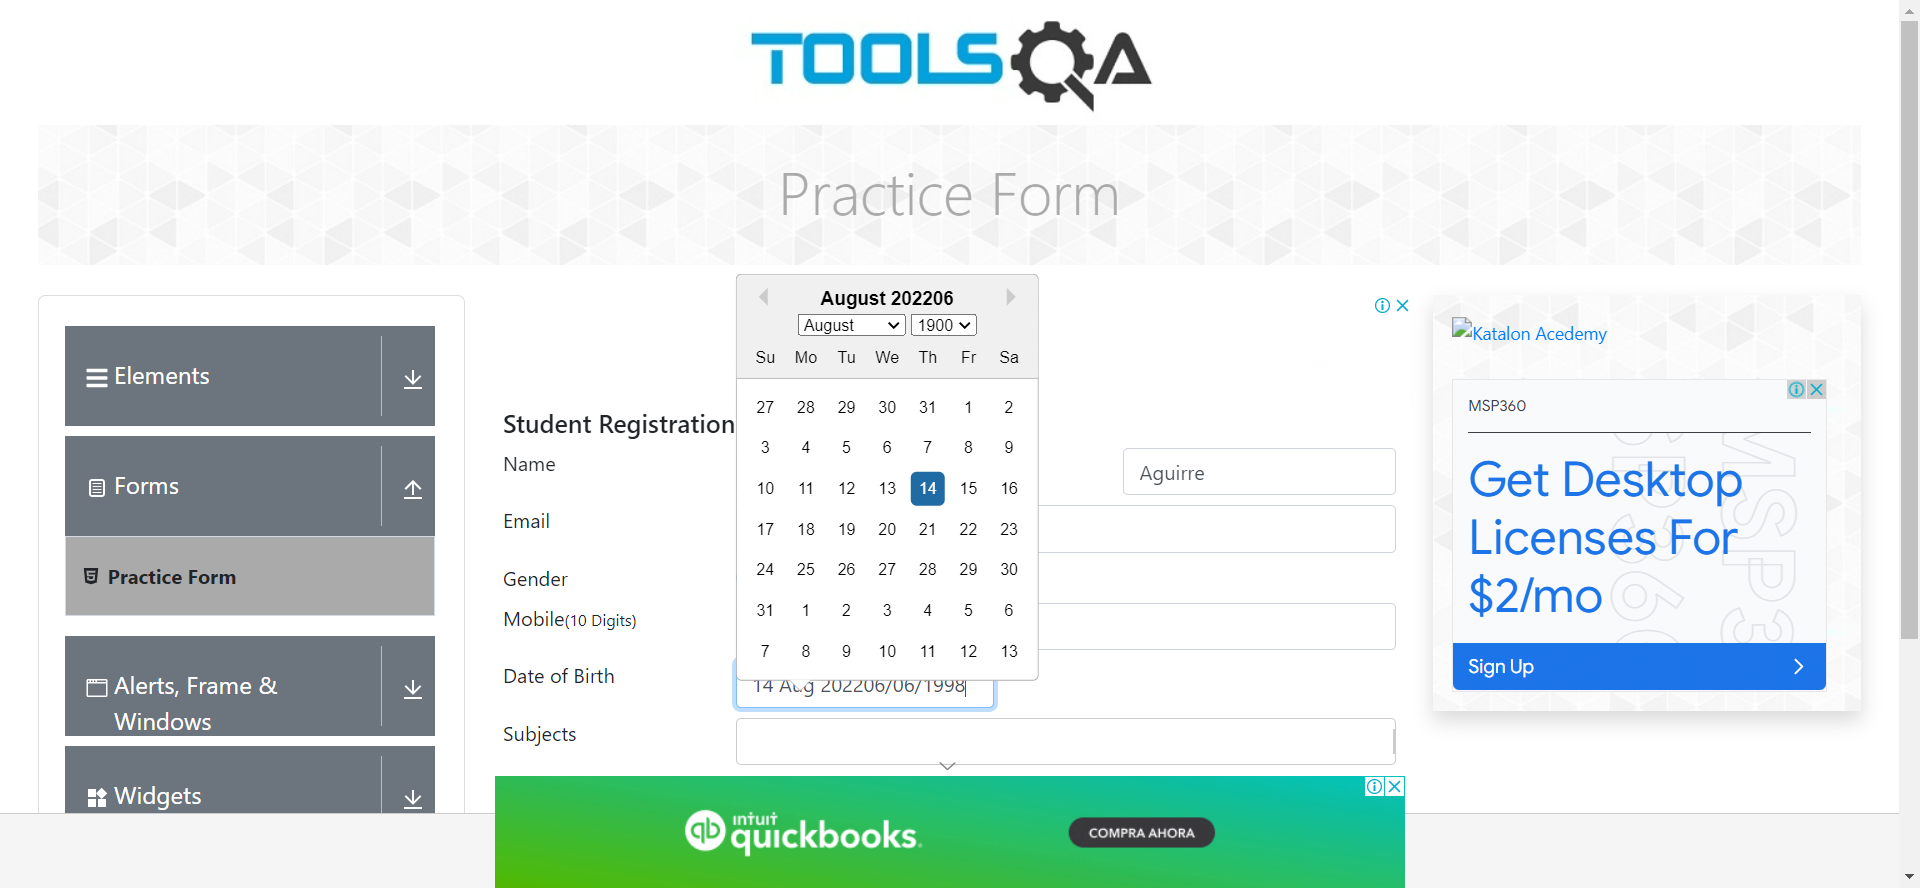 TOOLSQA
Practice Form
Elements
Forms
Practice Form
Alerts, Frame &
Windows
Widgets
August 202206
August 1900
Su Mo Tu We Th Fr Sa
27 28 29 30 31 1 2
3 4 5 6 7 8 9
10 11 12 13 14 15 16
17 18 19 20 21 22 23
24 25 26 27 28 29 30
31 1 2 3 4 5 6
7 8 9 10 11 12 13
Student Registration
Name
Aguirre
Email
Gender
Mobile(10 Digits)
Date of Birth
14 Aug 202206/06/1998
Subjects
Katalon Acedemy
MSP360
Get Desktop
Licenses For
$2/mo
Sign Up
MSP360
MSP3
qb intuit
quickbooks.
COMPRA AHORA